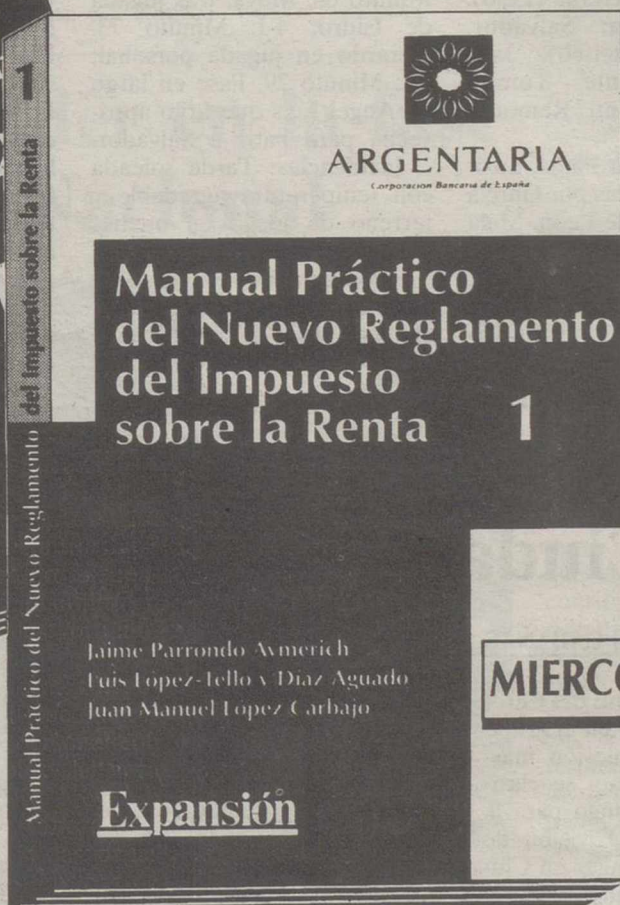 1
Manual Práctico del Nuevo Reglamento del Impuesto sobre la Renta
ARGENTARIA
Corporación Bancaria de España
Manual Práctico
del Nuevo Reglamento
del Impuesto
sobre la Renta 1
Jaime Parrondo Aymerich
Luis López-Tello y Díaz Aguado
Juan Manuel López Carbajo
MIERCO
Expansión